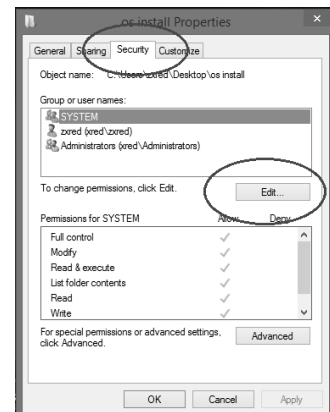 os install Properties
General Sharing Security Customize
Object name: C:\Users\zxred\Desktop\os install
Group or user names:
SYSTEM
zxred (xred\zxred)
Administrators (xred\Administrators)
To change permissions, click Edit.
Edit...
Permissions for SYSTEM Allow Deny
Full control
Modify
Read & execute
List folder contents
Read
Write
For special permissions or advanced settings, click Advanced.
Advanced
OK Cancel Apply